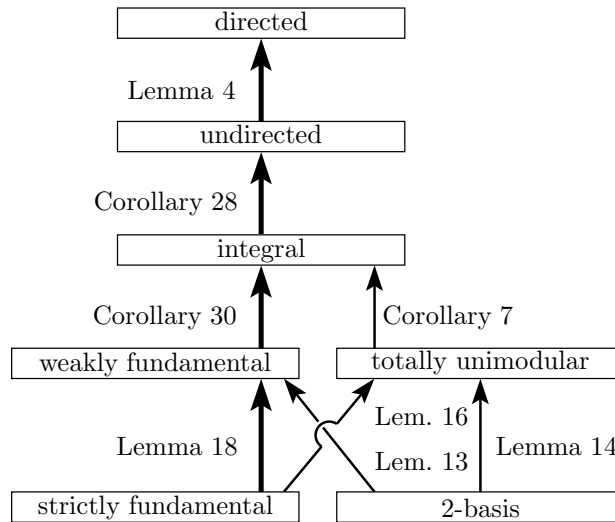 directed
Lemma 4
undirected
Corollary 28
integral
Corollary 30
Corollary 7
weakly fundamental
totally unimodular
Lem. 16
Lemma 18
Lem. 13
Lemma 14
strictly fundamental
2-basis